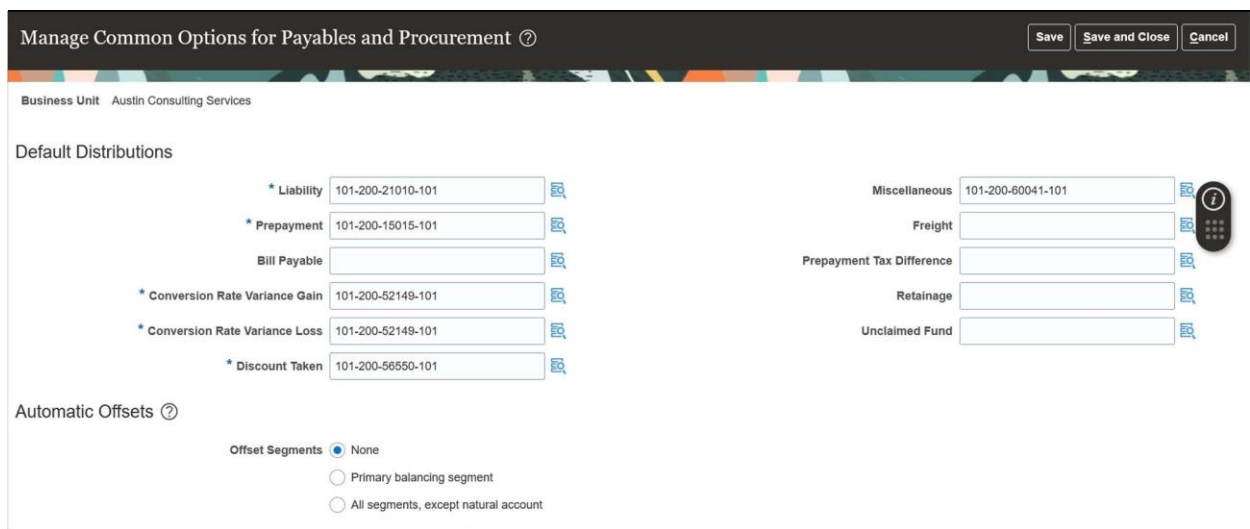 Manage Common Options for Payables and Procurement ?
Save Save and Close Cancel
Business Unit Austin Consulting Services
Default Distributions
* Liability 101-200-21010-101
* Prepayment 101-200-15015-101
Bill Payable
* Conversion Rate Variance Gain 101-200-52149-101
* Conversion Rate Variance Loss 101-200-52149-101
* Discount Taken 101-200-56550-101
Miscellaneous 101-200-60041-101
Freight
Prepayment Tax Difference
Retainage
Unclaimed Fund
i
Automatic Offsets ?
Offset Segments None
Primary balancing segment
All segments, except natural account